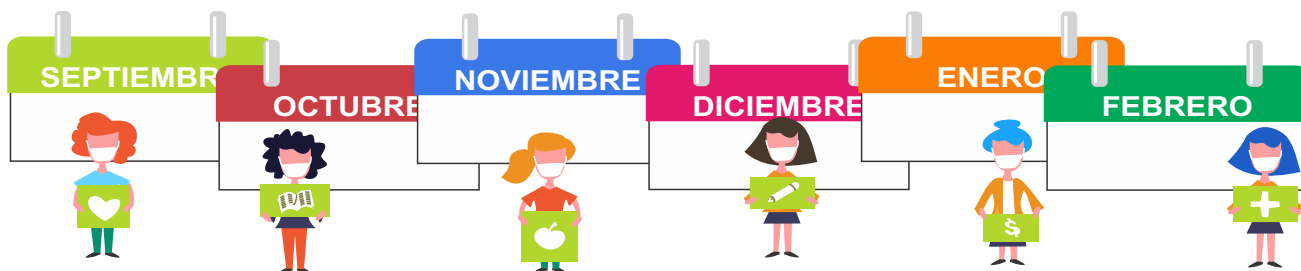 SEPTIEMBR
OCTUBRE
NOVIEMBRE
DICIEMBRE
ENERO
FEBRERO
$